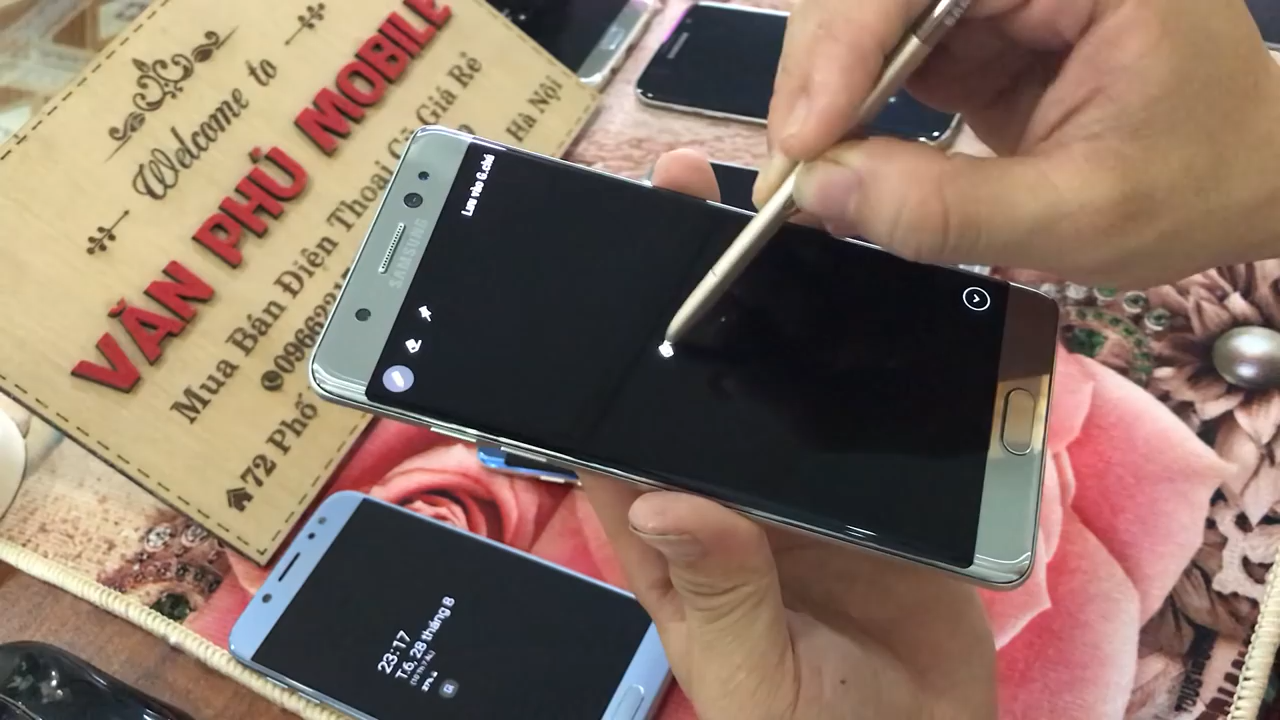 Welcome to
VĂN PHÚ MOBILE
Mua Bán Điện Thoại Cũ Giá Rẻ
72 Phố
Hà Nội
SAMSUNG
Lưu vào G.chú
23:17
T.6, 28 tháng 8